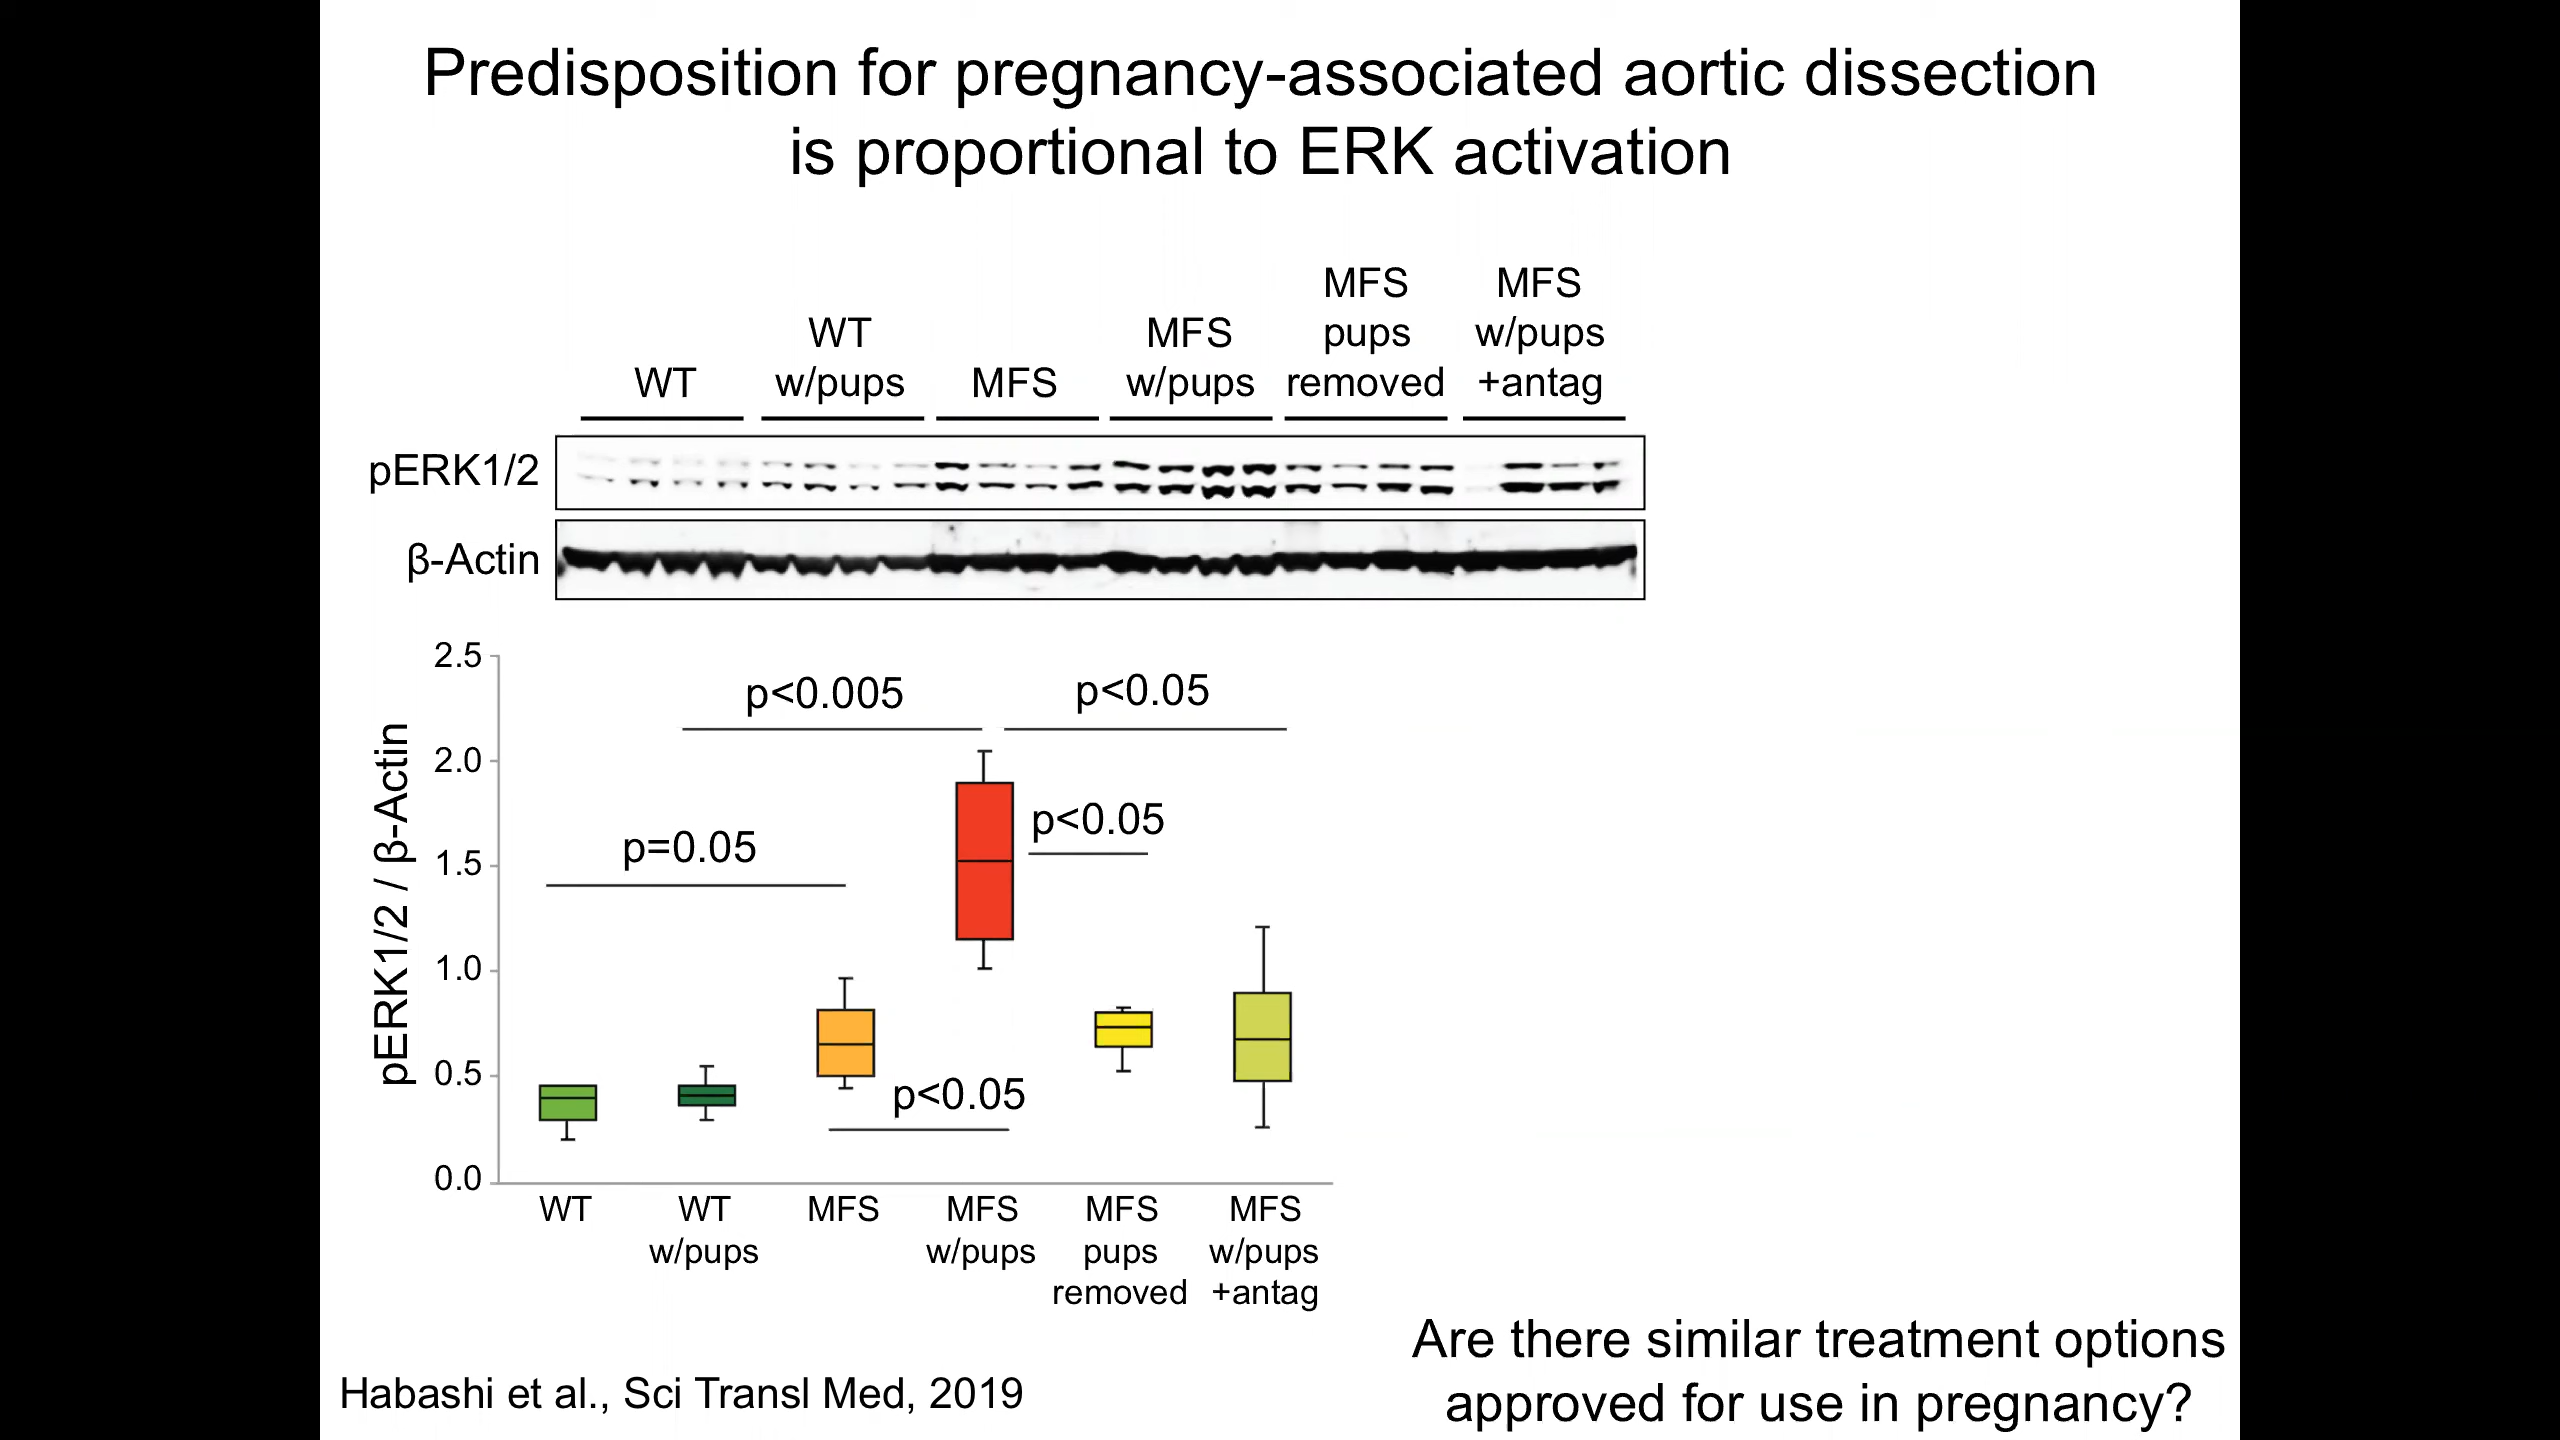 Predisposition for pregnancy-associated aortic dissection
is proportional to ERK activation
MFS
MFS
WT
MFS
pups
w/pups
WT
w/pups
MFS
w/pups
removed
+antag
pERK1/2
β-Actin
pERK1/2 / β-Actin
2.5
2.0
1.5
1.0
0.5
0.0
p<0.005
p<0.05
p<0.05
p=0.05
p<0.05
WT
WT
w/pups
MFS
MFS
w/pups
MFS
pups
removed
MFS
w/pups
+antag
Are there similar treatment options
approved for use in pregnancy?
Habashi et al., Sci Transl Med, 2019